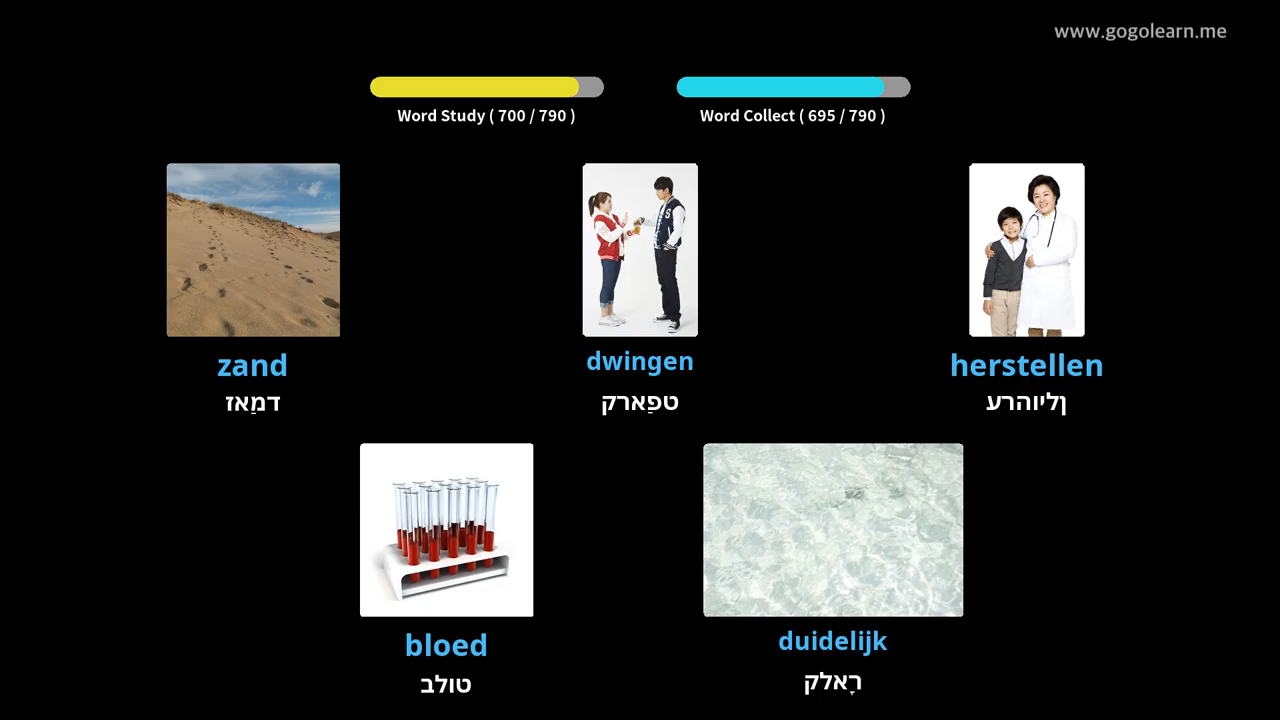 www.gogolearn.me
Word Study ( 700 / 790 )
Word Collect ( 695 / 790 )
zand
דמַאז
dwingen
טפַארק
herstellen
ןליוהרע
bloed
טולב
duidelijk
רָאלק